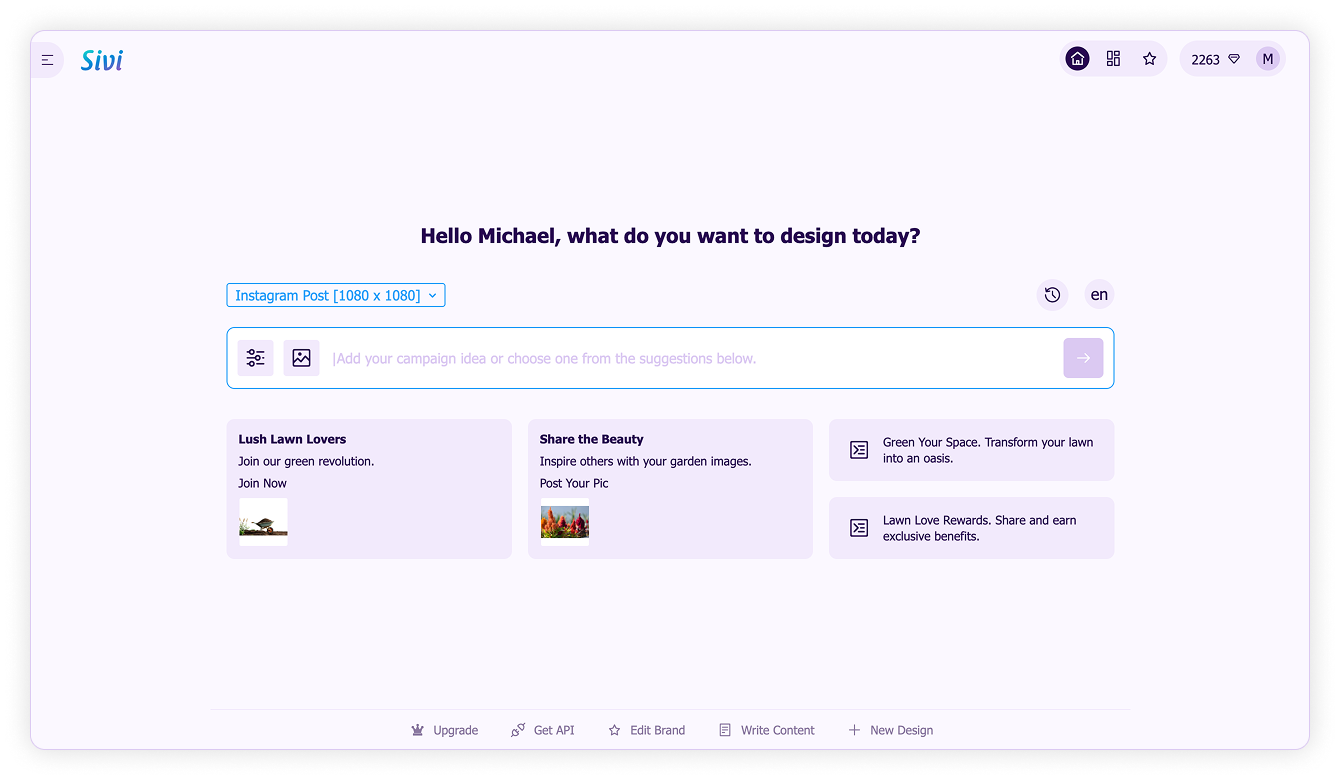 Sivi
2263
M
Hello Michael, what do you want to design today?
Instagram Post [1080 x 1080]
en
Add your campaign idea or choose one from the suggestions below.
Lush Lawn Lovers
Join our green revolution.
Join Now
Share the Beauty
Inspire others with your garden images.
Post Your Pic
Green Your Space. Transform your lawn
into an oasis.
Lawn Love Rewards. Share and earn
exclusive benefits.
Upgrade
Get API
Edit Brand
Write Content
New Design